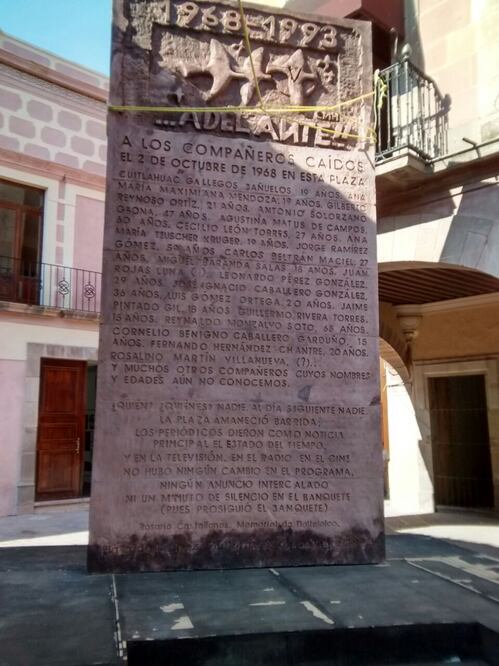 1968-1993
...ADELANTE!!
A LOS COMPAÑEROS CAÍDOS
EL 2 DE OCTUBRE DE 1968 EN ESTA PLAZA
CUITLAHUAC GALLEGOS BAÑUELOS, 19 AÑOS. ANA
MARÍA MAXIMIANA MENDOZA, 19 AÑOS. GILBERTO
REYNOSO ORTÍZ, 21 AÑOS. ANTONIO SOLORZANO
GAONA, 47 AÑOS. AGUSTINA MATUS DE CAMPOS,
60 AÑOS. CECILIO LEÓN TORRES, 27 AÑOS. ANA
MARÍA TEUSCHER KRUGER, 19 AÑOS. JORGE RAMÍREZ
GÓMEZ, 59 AÑOS. CARLOS BELTRAN MACIEL, 27
AÑOS. MIGUEL BARANDA SALAS, 18 AÑOS. JUAN
ROJAS LUNA (?). LEONARDO PÉREZ GONZÁLEZ,
29 AÑOS. JOSÉ IGNACIO CABALLERO GONZÁLEZ,
36 AÑOS, LUIS GÓMEZ ORTEGA, 20 AÑOS. JAIME
PINTADO GIL, 18 AÑOS. GUILLERMO RIVERA TORRES,
15 AÑOS. REYNALDO MONZALVO SOTO, 68 AÑOS.
CORNELIO BENIGNO CABALLERO GARDUÑO, 15
AÑOS. FERNANDO HERNÁNDEZ CHANTRE, 20 AÑOS.
ROSALINO MARTÍN VILLANUEVA, (?)...
Y MUCHOS OTROS COMPAÑEROS CUYOS NOMBRES
Y EDADES AÚN NO CONOCEMOS.
¿QUIÉN? ¿QUIÉNES? NADIE. AL DÍA SIGUIENTE NADIE.
LA PLAZA AMANECIÓ BARRIDA;
LOS PERIÓDICOS DIERON COMO NOTICIA
PRINCIPAL EL ESTADO DEL TIEMPO,
Y EN LA TELEVISIÓN, EN EL RADIO EN EL CINE
NO HUBO NINGÚN CAMBIO EN EL PROGRAMA,
NINGÚN ANUNCIO INTERCALADO
NI UN MINUTO DE SILENCIO EN EL BANQUETE
(PUES PROSIGUIÓ EL BANQUETE)
Rosario Castellanos, Memorial de Tlatelolco.